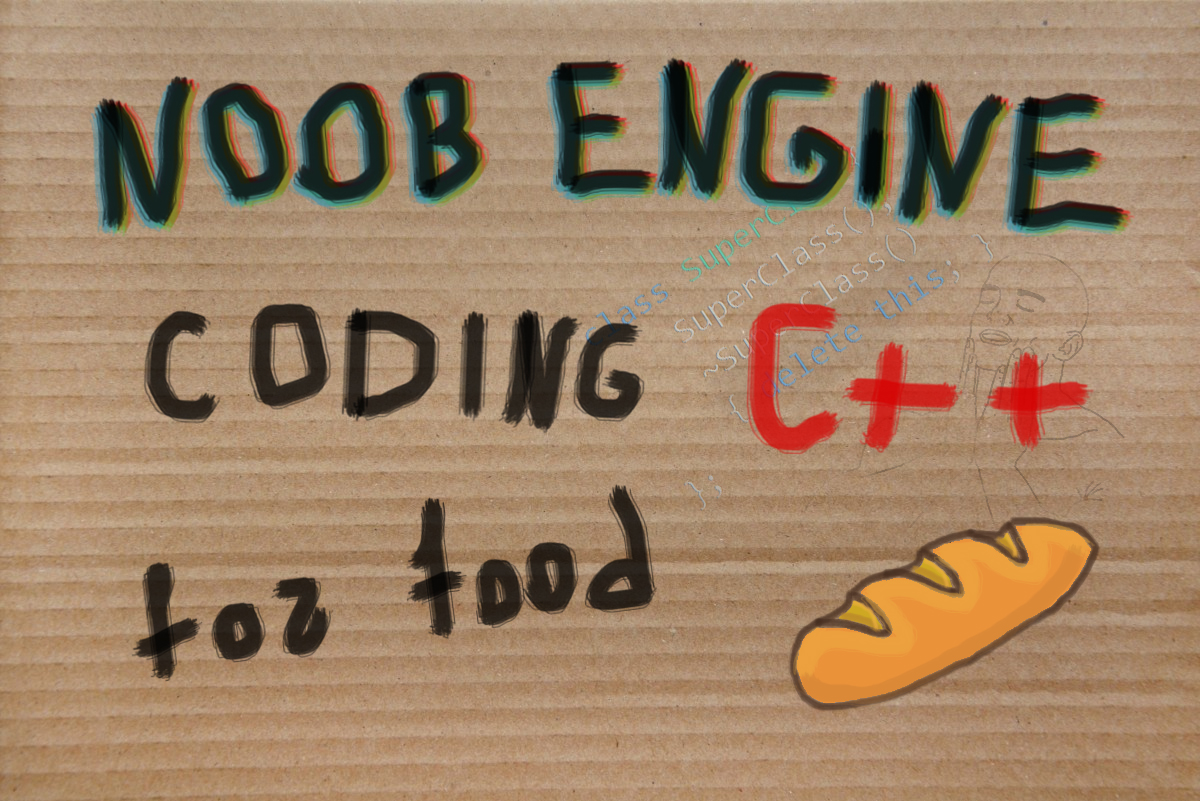 NOOB ENGINE
class
SuperClass();
~SuperClass()
{ delete this; }
};
CODING C++
for food